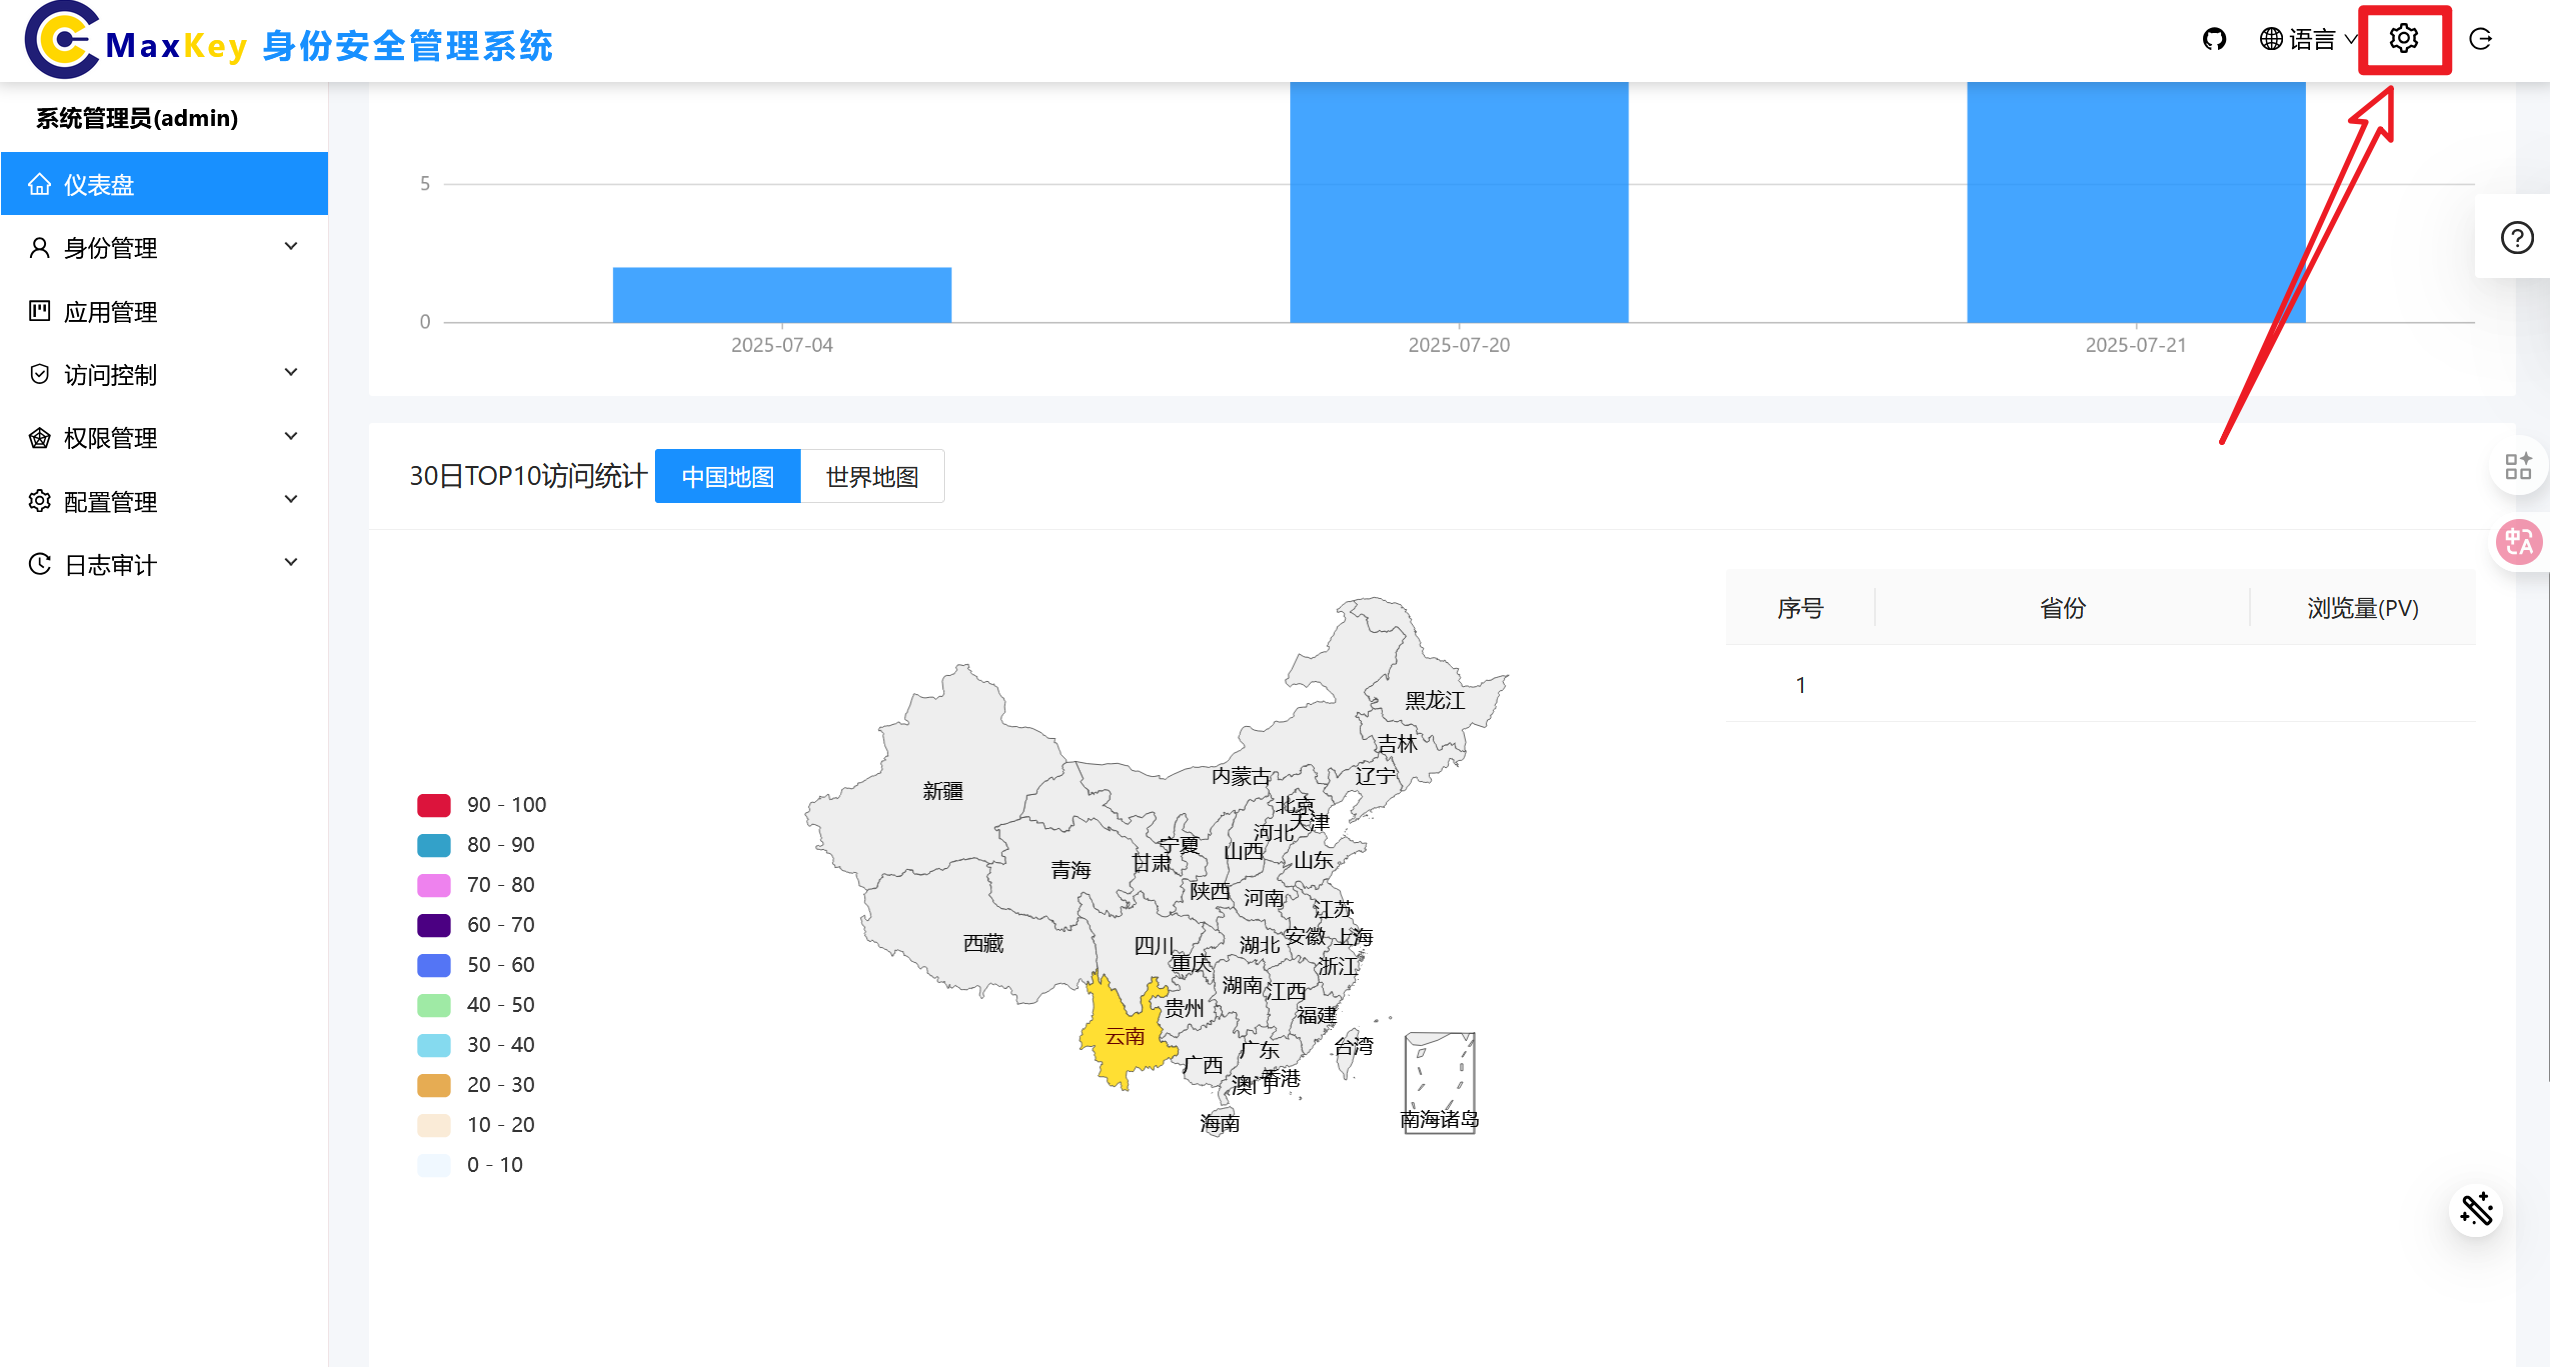 MaxKey 身份安全管理系统
语言
系统管理员(admin)
仪表盘
身份管理
应用管理
访问控制
权限管理
配置管理
日志审计
5
0
2025-07-04
2025-07-20
2025-07-21
30日TOP10访问统计
中国地图
世界地图
序号
省份
浏览量(PV)
1
90 - 100
80 - 90
70 - 80
60 - 70
50 - 60
40 - 50
30 - 40
20 - 30
10 - 20
0 - 10
黑龙江
吉林
内蒙古
辽宁
新疆
北京
天津
河北
宁夏
山西
山东
甘肃
青海
陕西
河南
江苏
安徽
上海
西藏
四川
湖北
重庆
浙江
湖南
江西
贵州
福建
云南
广东
台湾
广西
香港
澳门
海南
南海诸岛
中
A